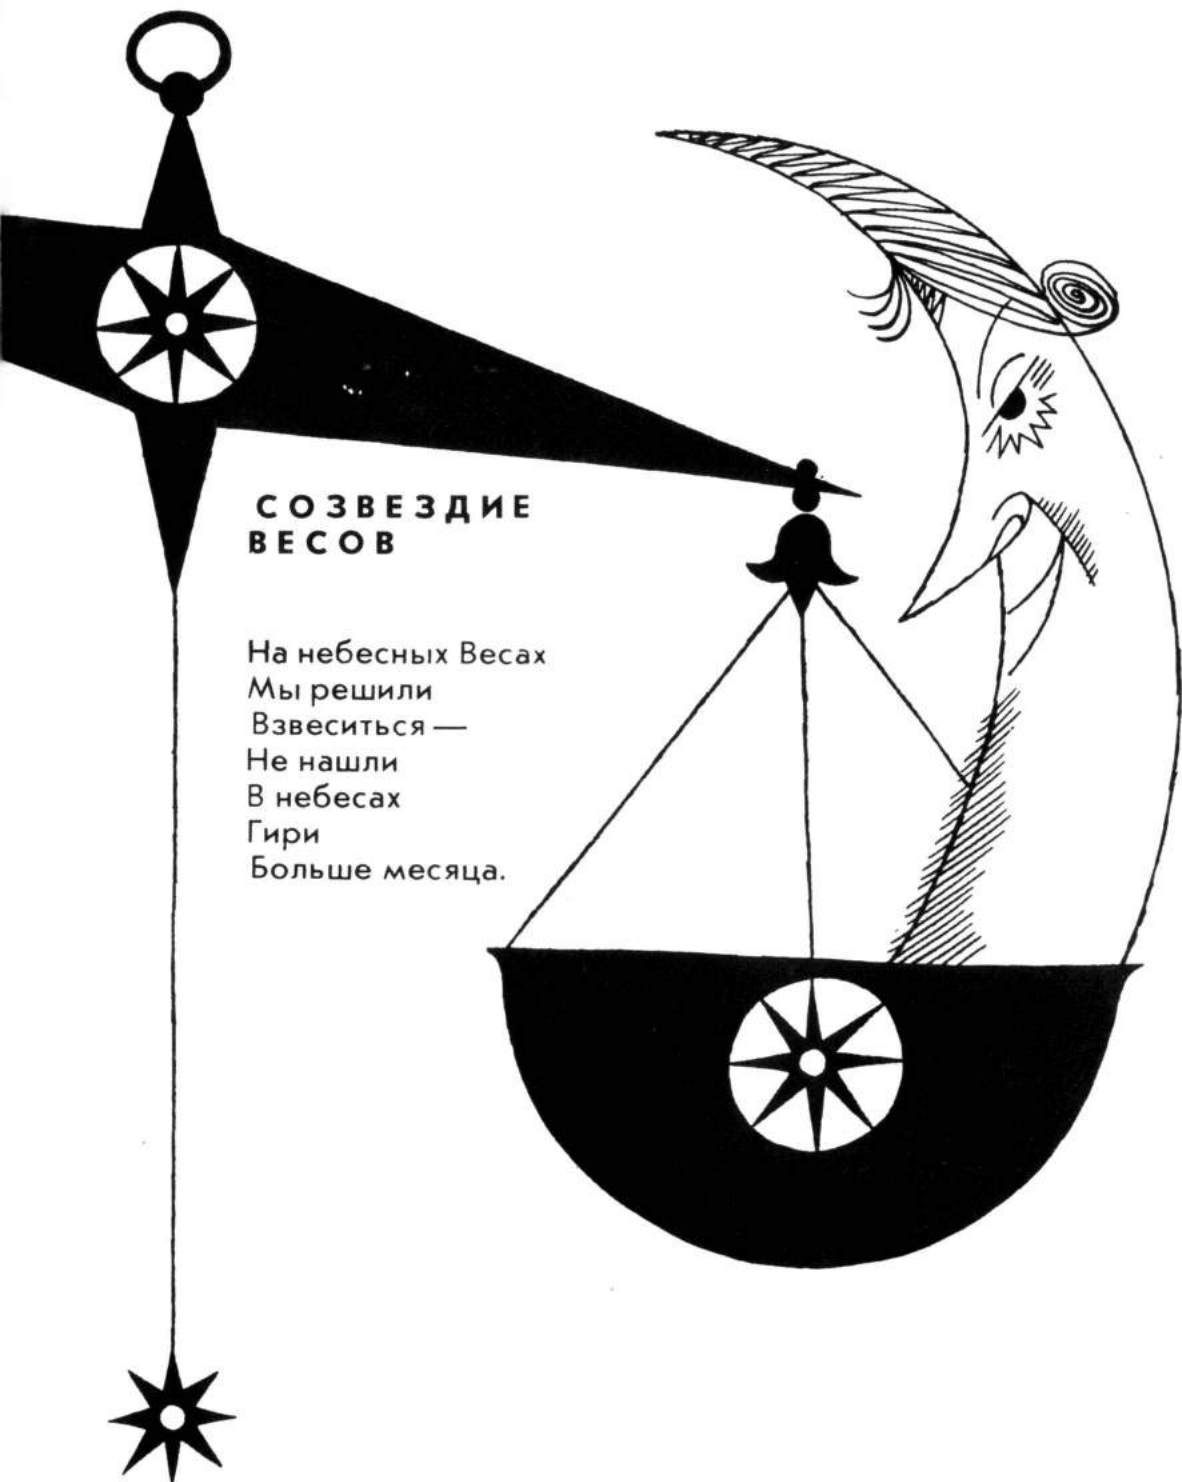 СОЗВЕЗДИЕ
ВЕСОВ
На небесных Весах
Мы решили
Взвеситься —
Не нашли
В небесах
Гири
Больше месяца.